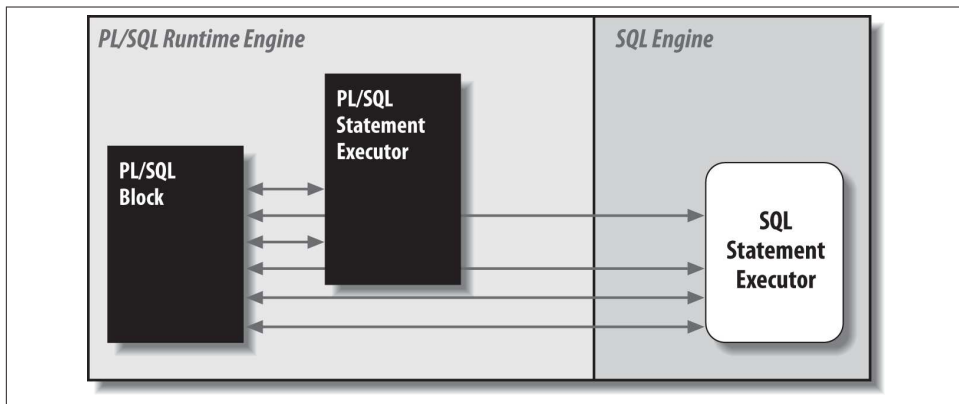 PL/SQL Runtime Engine
SQL Engine
PL/SQL
Statement
Executor
PL/SQL
Block
SQL
Statement
Executor